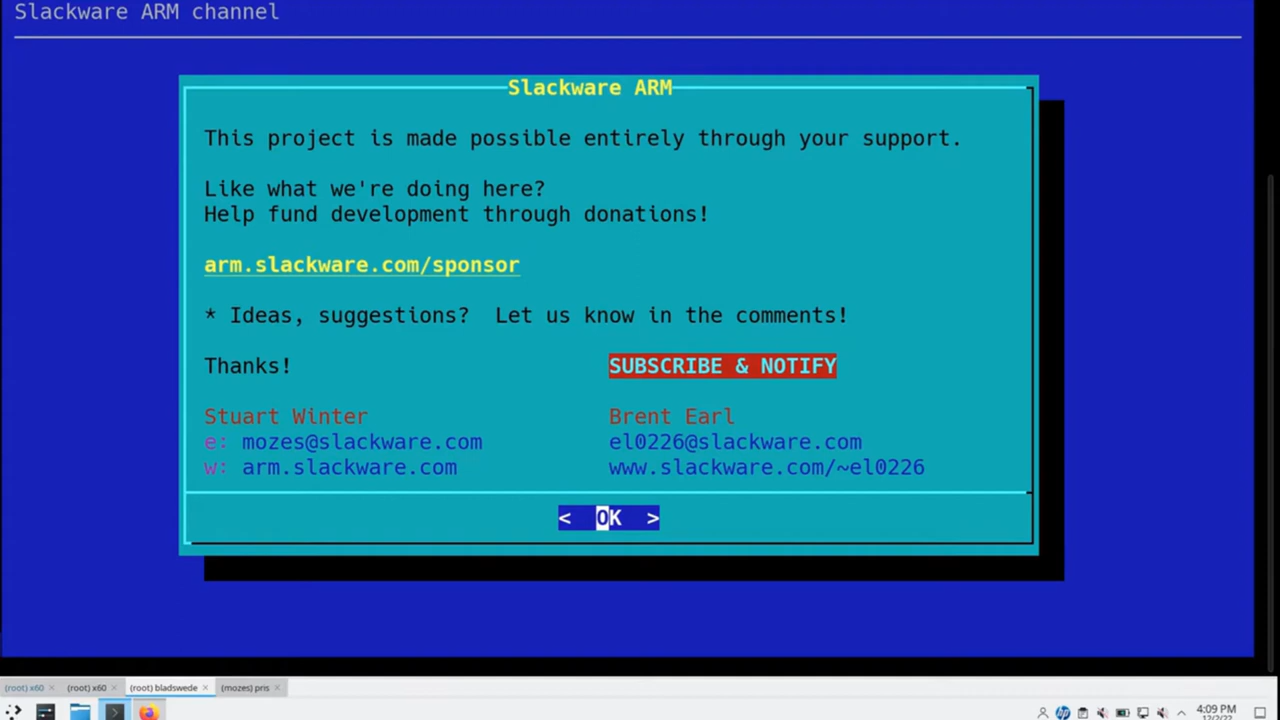 Slackware ARM channel
Slackware ARM
This project is made possible entirely through your support.
Like what we're doing here?
Help fund development through donations!
arm.slackware.com/sponsor
* Ideas, suggestions?  Let us know in the comments!
Thanks! SUBSCRIBE & NOTIFY
Stuart Winter Brent Earl
e: mozes@slackware.com el0226@slackware.com
w: arm.slackware.com www.slackware.com/~el0226
< OK >
(root) x60 (root) x60 (root) bladswede (mozes) pris
4:09 PM
12/2/22